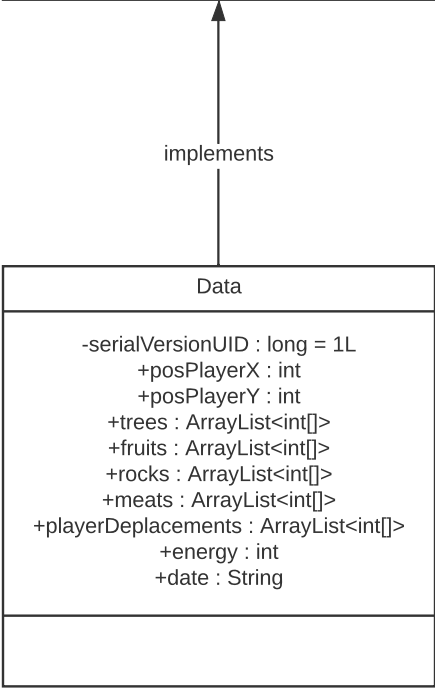 implements
Data
-serialVersionUID : long = 1L
+posPlayerX : int
+posPlayerY : int
+trees : ArrayList<int[]>
+fruits : ArrayList<int[]>
+rocks : ArrayList<int[]>
+meats : ArrayList<int[]>
+playerDeplacements : ArrayList<int[]>
+energy : int
+date : String